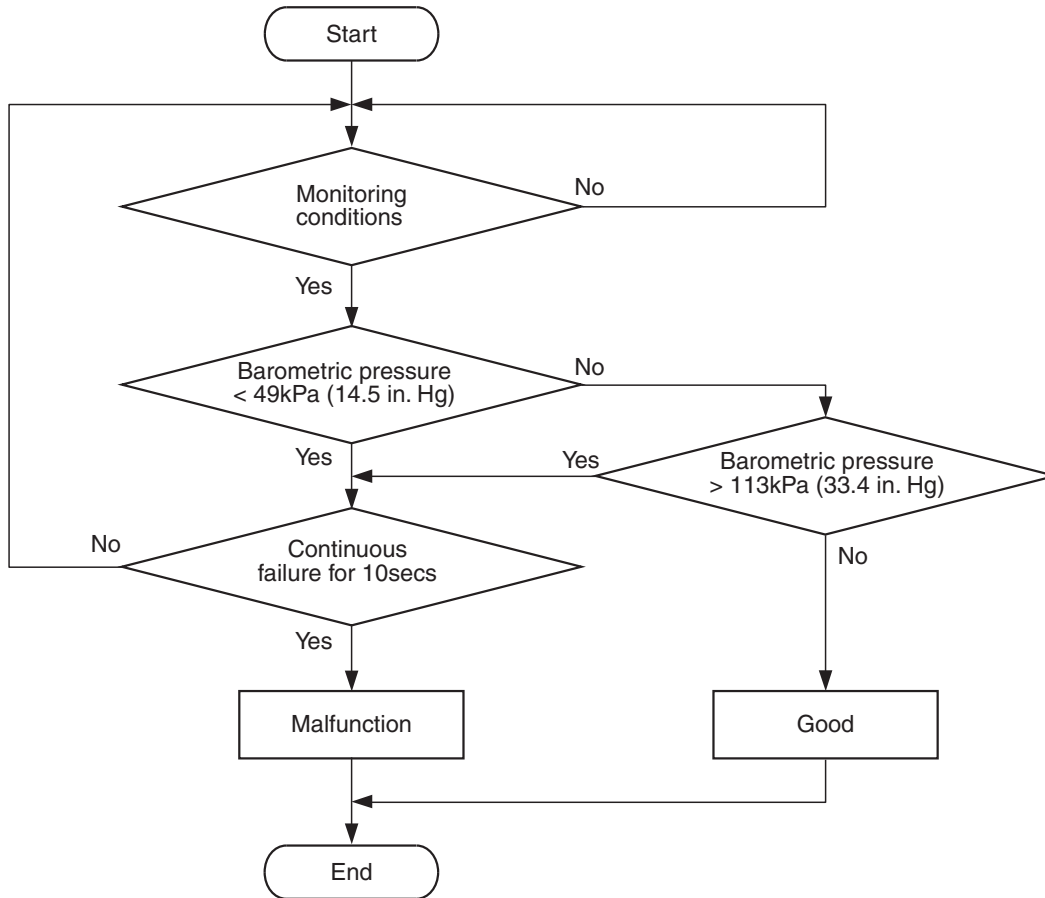 Start
Monitoring
conditions
No
Yes
Barometric pressure
< 49kPa (14.5 in. Hg)
No
Yes
Yes
Barometric pressure
> 113kPa (33.4 in. Hg)
No
Continuous
failure for 10secs
No
Yes
Malfunction
Good
End